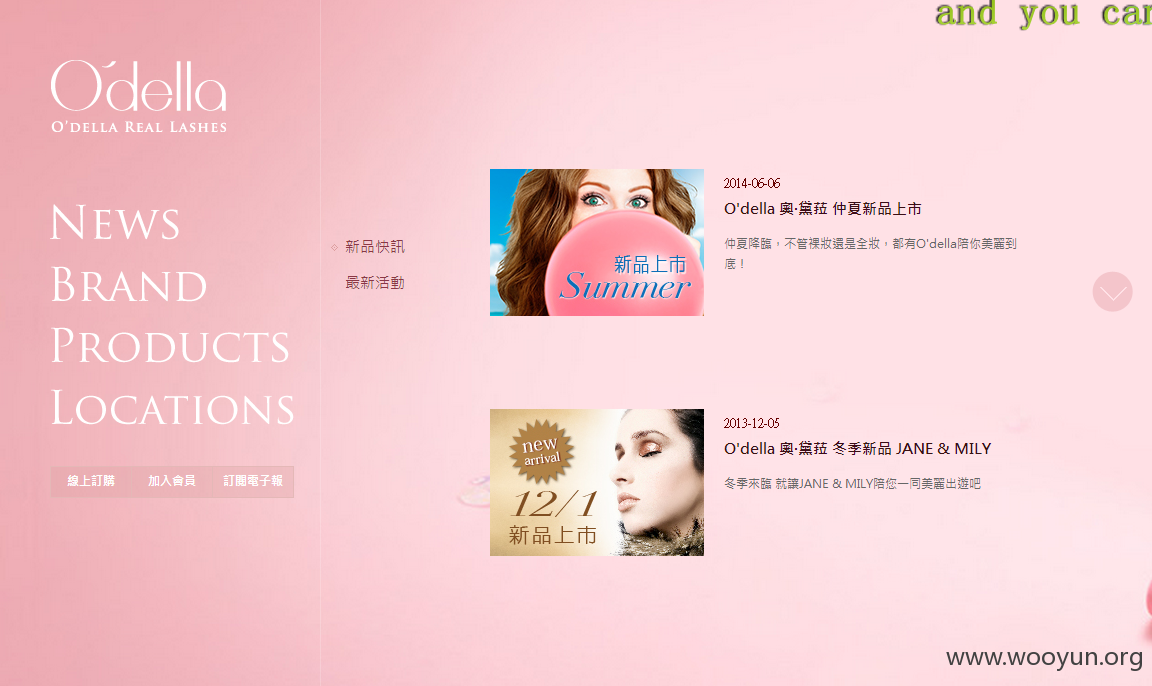 and you car
O'della
O'DELLA REAL LASHES
NEWS
BRAND
PRODUCTS
LOCATIONS
線上訂購
加入會員
訂閱電子報
新品快訊
最新活動
新品上市
Summer
2014-06-06
O'della 奧·黛菈 仲夏新品上市
仲夏降臨，不管裸妝還是全妝，都有O'della陪你美麗到
底！
new
arrival
12/1
新品上市
2013-12-05
O'della 奧·黛菈 冬季新品 JANE & MILY
冬季來臨 就讓JANE & MILY陪您一同美麗出遊吧
www.wooyun.org